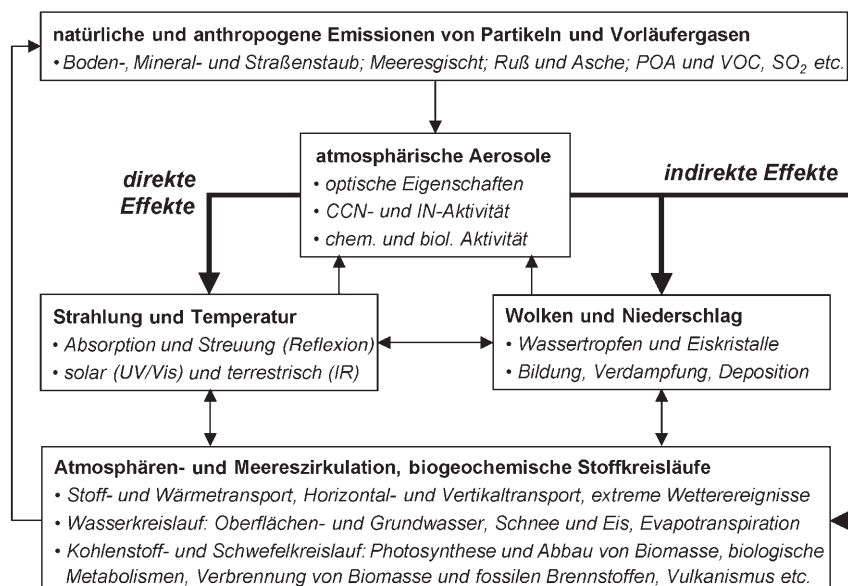 natürliche und anthropogene Emissionen von Partikeln und Vorläufergasen
• Boden-, Mineral- und Straßenstaub; Meeresgischt; Ruß und Asche; POA und VOC, SO₂ etc.
atmosphärische Aerosole
• optische Eigenschaften
• CCN- und IN-Aktivität
• chem. und biol. Aktivität
direkte
Effekte
indirekte Effekte
Strahlung und Temperatur
• Absorption und Streuung (Reflexion)
• solar (UV/Vis) und terrestrisch (IR)
Wolken und Niederschlag
• Wassertropfen und Eiskristalle
• Bildung, Verdampfung, Deposition
Atmosphären- und Meereszirkulation, biogeochemische Stoffkreisläufe
• Stoff- und Wärmetransport, Horizontal- und Vertikaltransport, extreme Wetterereignisse
• Wasserkreislauf: Oberflächen- und Grundwasser, Schnee und Eis, Evapotranspiration
• Kohlenstoff- und Schwefelkreislauf: Photosynthese und Abbau von Biomasse, biologische
Metabolismen, Verbrennung von Biomasse und fossilen Brennstoffen, Vulkanismus etc.